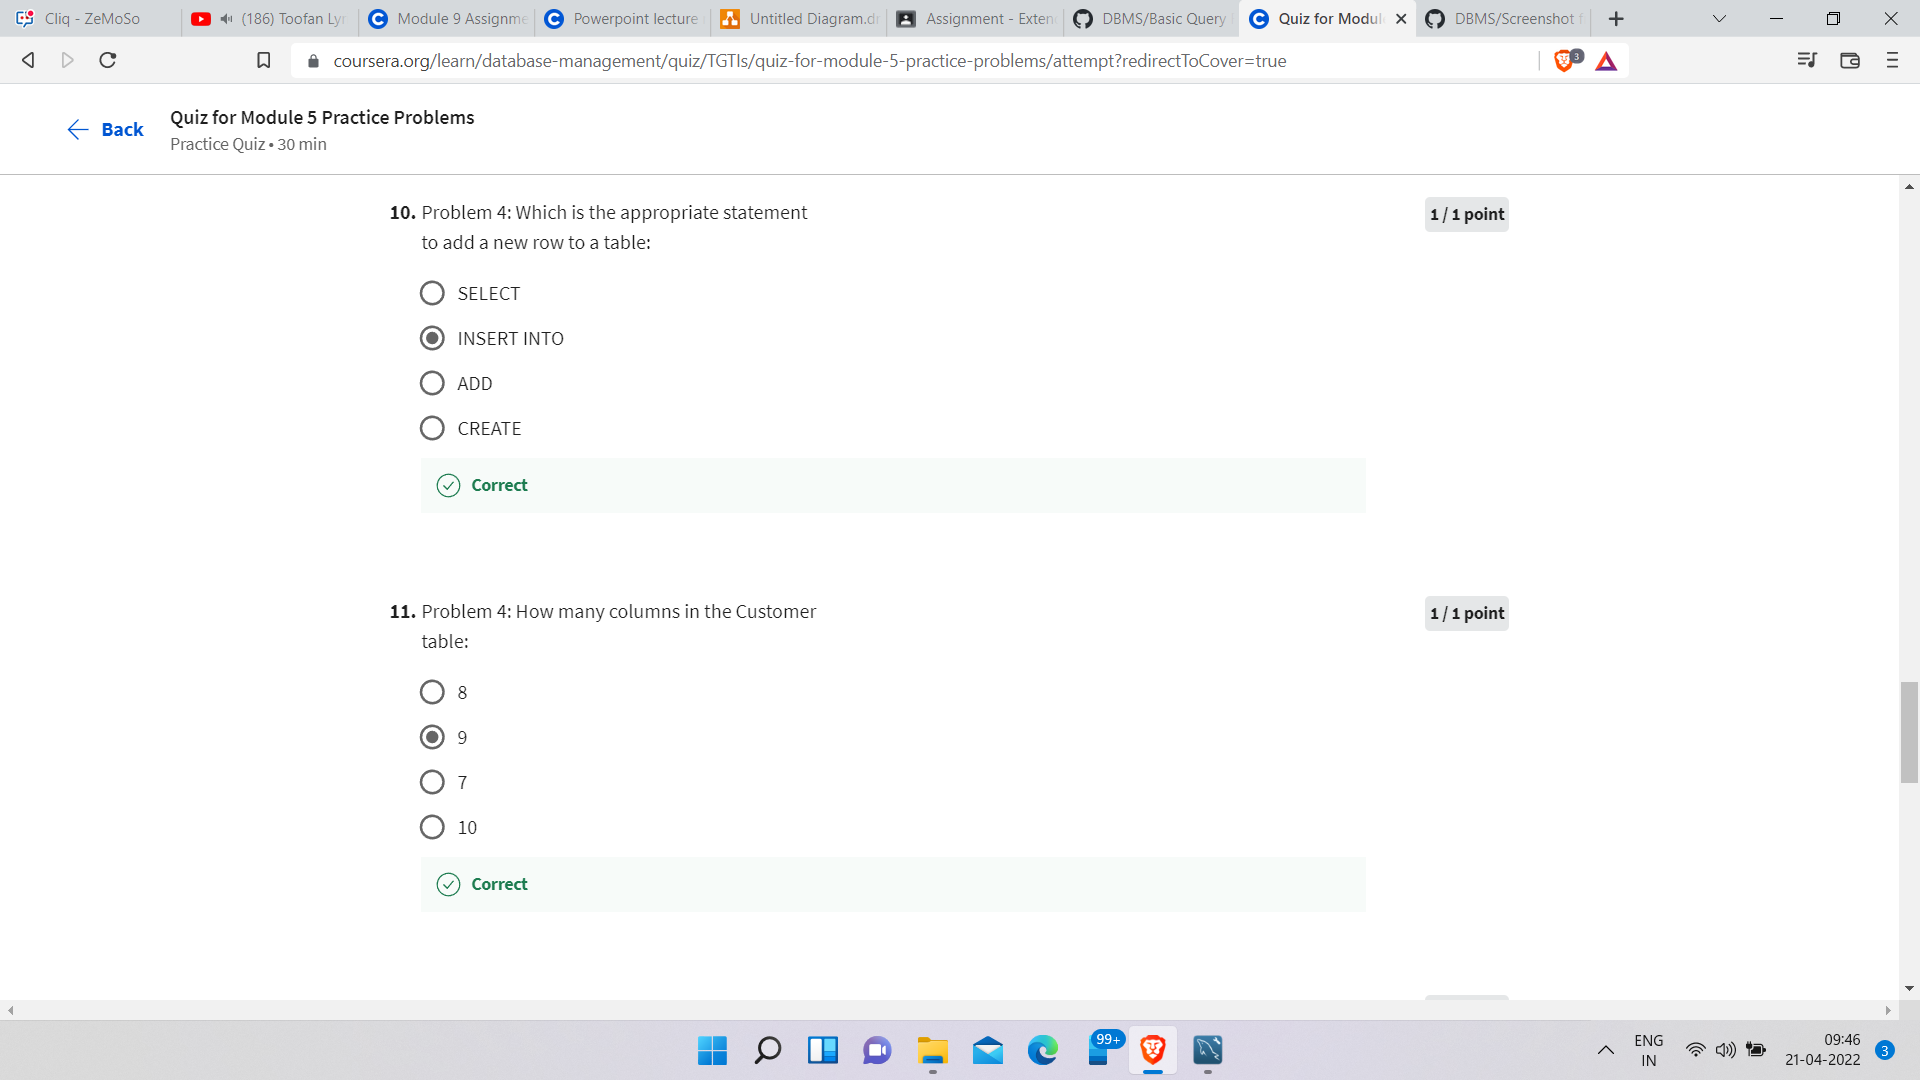 Cliq - ZeMoSo
(186) Toofan Lyr
Module 9 Assignme
Powerpoint lecture
Untitled Diagram.dr
Assignment - Exten
DBMS/Basic Query
Quiz for Modul
DBMS/Screenshot f
coursera.org/learn/database-management/quiz/TGTIs/quiz-for-module-5-practice-problems/attempt?redirectToCover=true
3
Back
Quiz for Module 5 Practice Problems
Practice Quiz • 30 min
10. Problem 4: Which is the appropriate statement
to add a new row to a table:
1 / 1 point
SELECT
INSERT INTO
ADD
CREATE
Correct
11. Problem 4: How many columns in the Customer
table:
1 / 1 point
8
9
7
10
Correct
99+
ENG
IN
09:46
21-04-2022
3